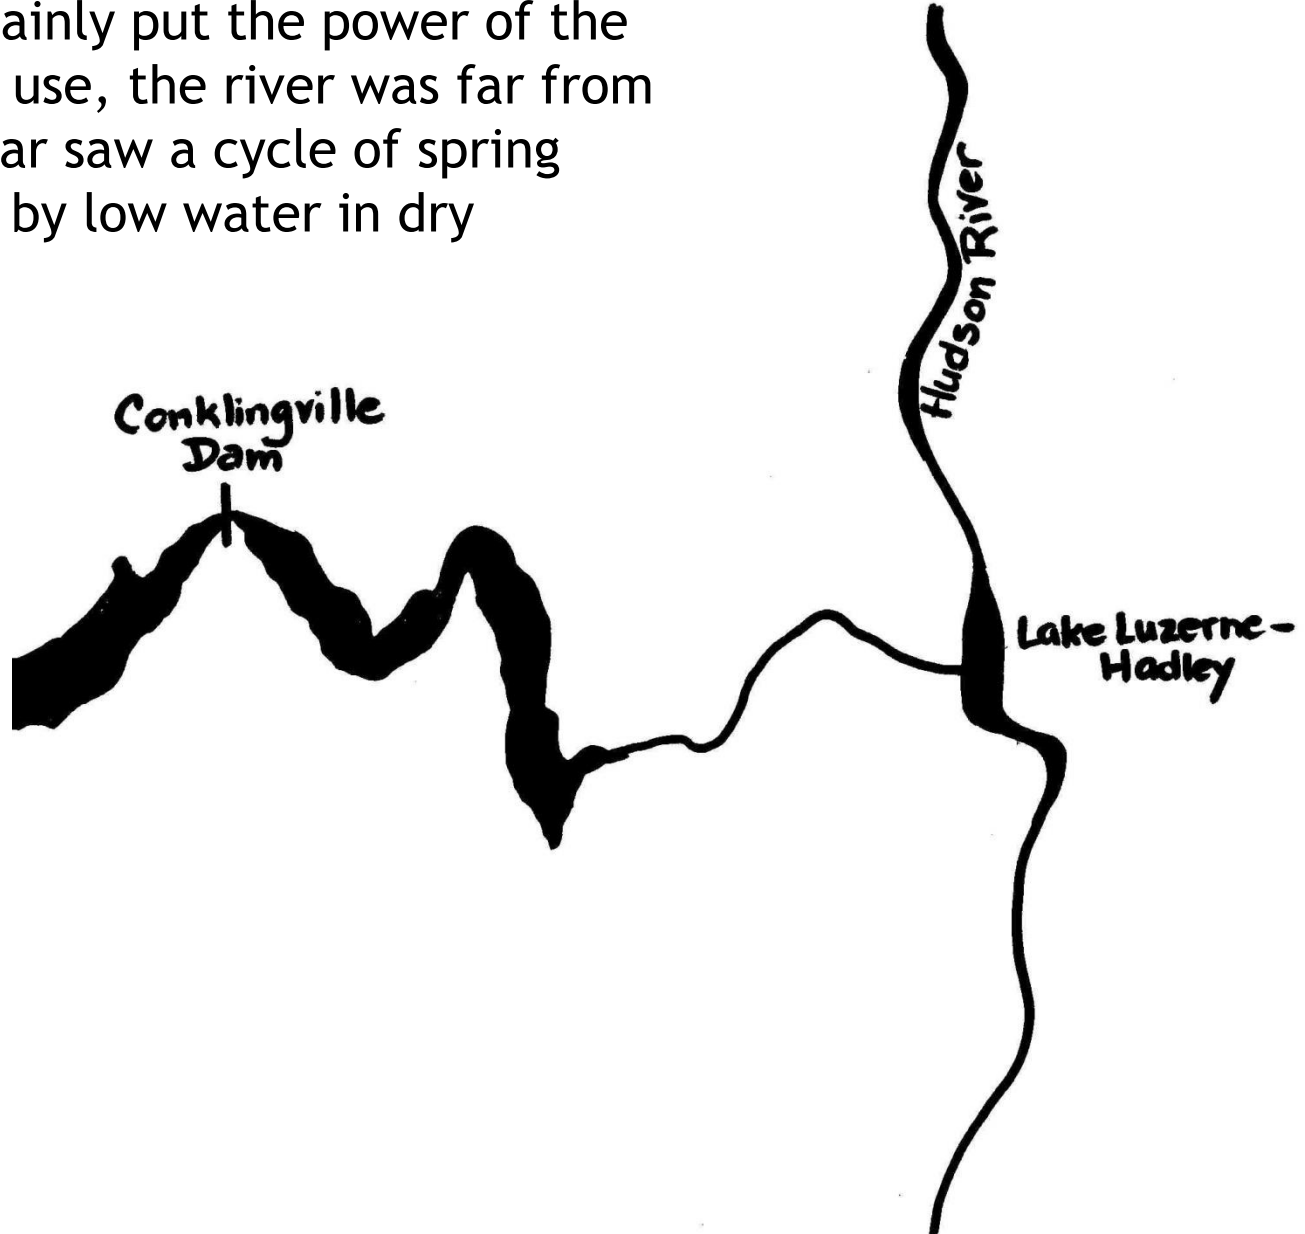 ainly put the power of the
use, the river was far from
ar saw a cycle of spring
by low water in dry
Hudson River
Conklingville
Dam
Lake Luzerne-
Hadley